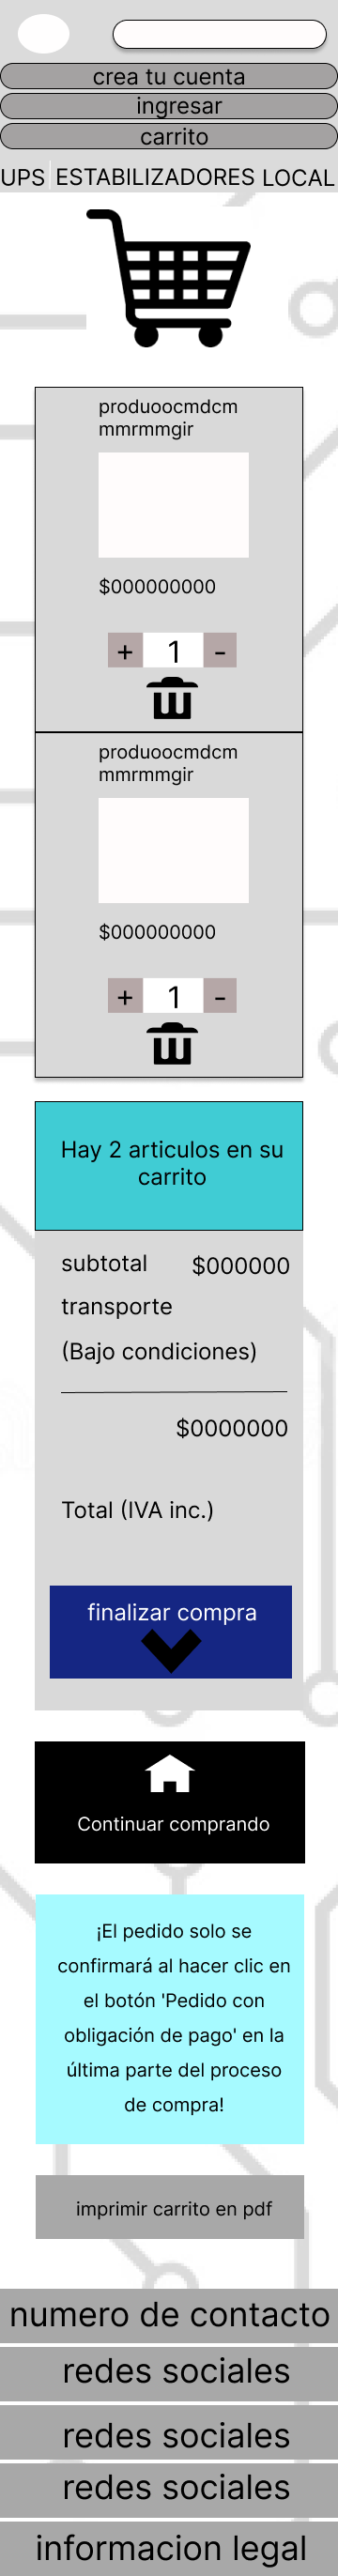 crea tu cuenta
ingresar
carrito
UPS ESTABILIZADORES LOCAL
produoocmdcm
mmrmmgir
$000000000
+ 1 -
produoocmdcm
mmrmmgir
$000000000
+ 1 -
Hay 2 articulos en su
carrito
subtotal $000000
transporte
(Bajo condiciones)
$0000000
Total (IVA inc.)
finalizar compra
Continuar comprando
¡El pedido solo se
confirmará al hacer clic en
el botón 'Pedido con
obligación de pago' en la
última parte del proceso
de compra!
imprimir carrito en pdf
numero de contacto
redes sociales
redes sociales
redes sociales
informacion legal